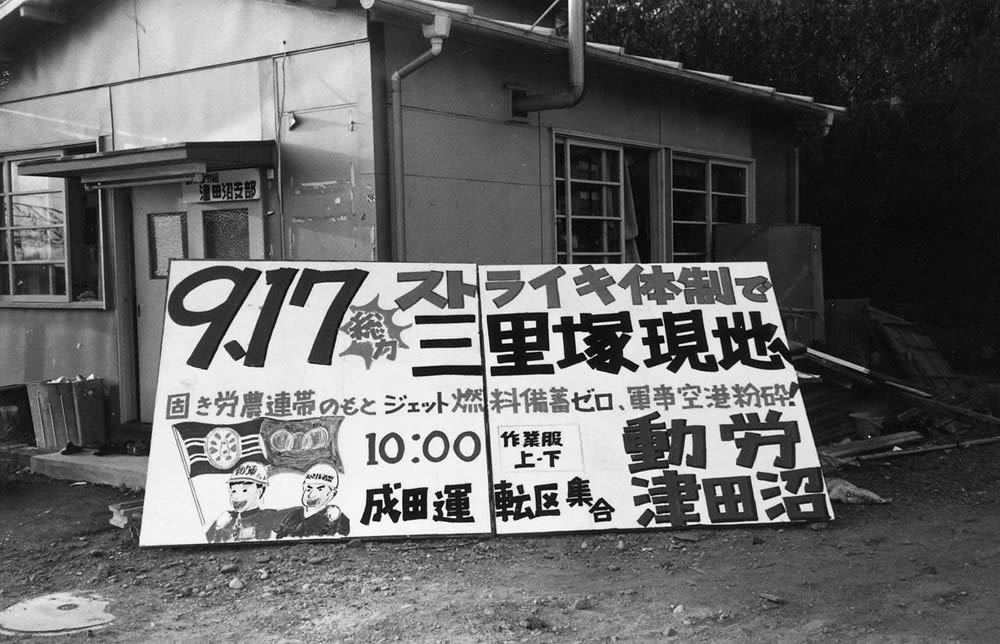 津田沼支部
9.17 総力 ストライキ体制で
三里塚現地へ
固き労農連帯のもと ジェット燃料備蓄ゼロ、軍事空港粉砕!
10:00 作業服
上・下
動労
成田運転区集合
津田沼